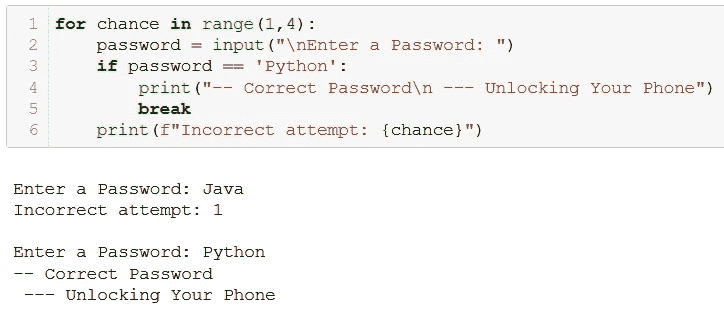 1 for chance in range(1,4):
2     password = input("\nEnter a Password: ")
3     if password == 'Python':
4         print("-- Correct Password\n --- Unlocking Your Phone")
5         break
6     print(f"Incorrect attempt: {chance}")
Enter a Password: Java
Incorrect attempt: 1
Enter a Password: Python
-- Correct Password
 --- Unlocking Your Phone